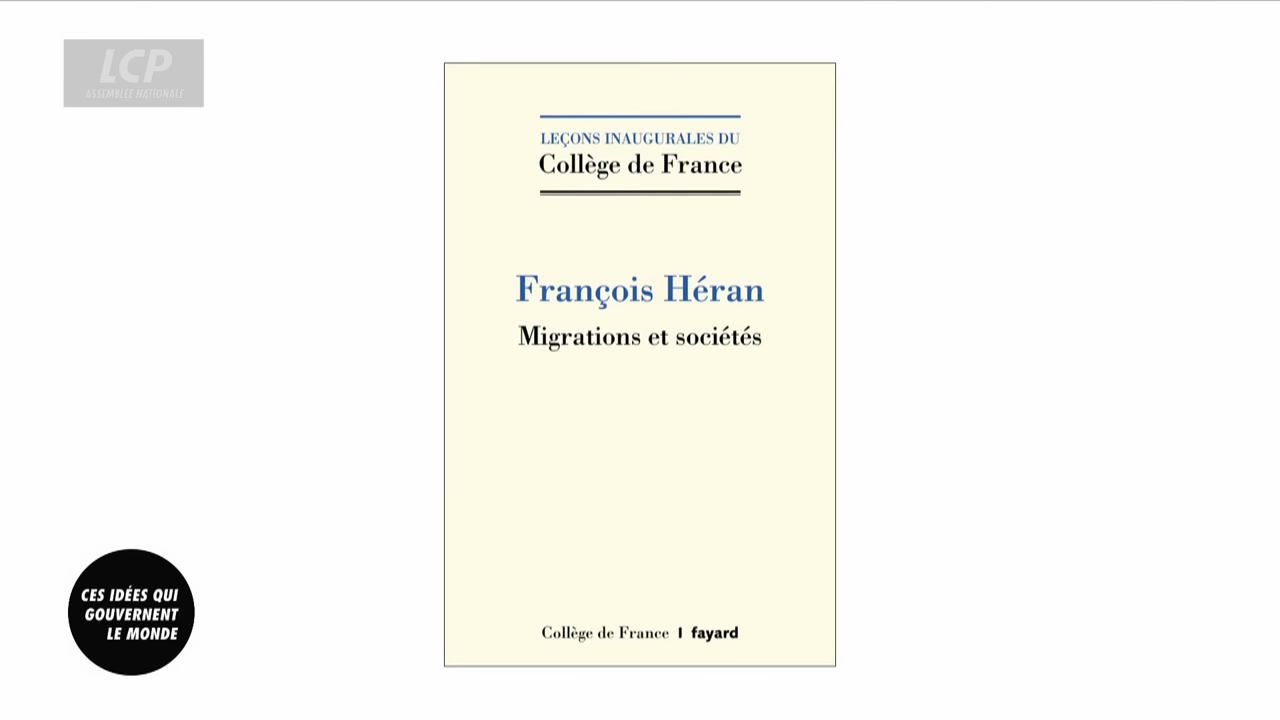 LCP
ASSEMBLÉE NATIONALE
LEÇONS INAUGURALES DU
Collège de France
François Héran
Migrations et sociétés
Collège de France I fayard
CES IDÉES QUI
GOUVERNENT
LE MONDE